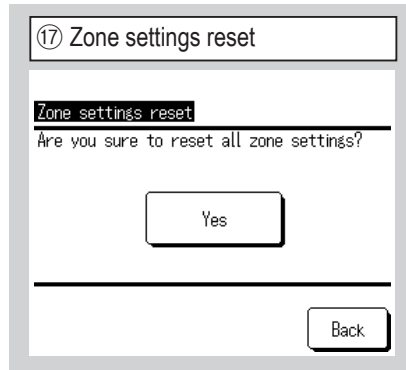 ⑰ Zone settings reset
Zone settings reset
Are you sure to reset all zone settings?
Yes
Back